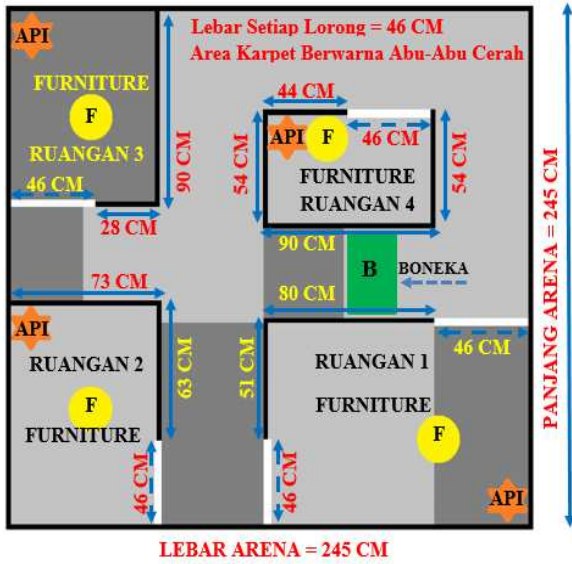 API
Lebar Setiap Lorong = 46 CM
Area Karpet Berwarna Abu-Abu Cerah
FURNITURE
F
RUANGAN 3
46 CM
28 CM
90 CM
44 CM
API
F
46 CM
54 CM
FURNITURE
RUANGAN 4
54 CM
90 CM
B
BONEKA
80 CM
73 CM
API
RUANGAN 2
F
FURNITURE
63 CM
46 CM
51 CM
46 CM
RUANGAN 1
FURNITURE
F
46 CM
API
PANJANG ARENA = 245 CM
LEBAR ARENA = 245 CM